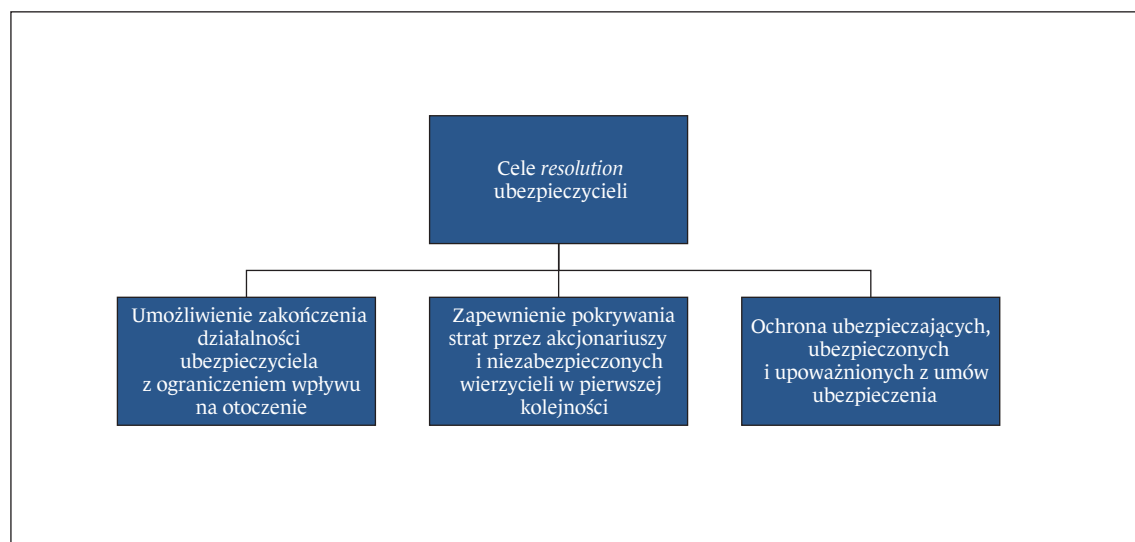 Cele resolution
ubezpieczycieli
Umożliwienie zakończenia
działalności
ubezpieczyciela
z ograniczeniem wpływu
na otoczenie
Zapewnienie pokrywania
strat przez akcjonariuszy
i niezabezpieczonych
wierzycieli w pierwszej
kolejności
Ochrona ubezpieczających,
ubezpieczonych
i upoważnionych z umów
ubezpieczenia